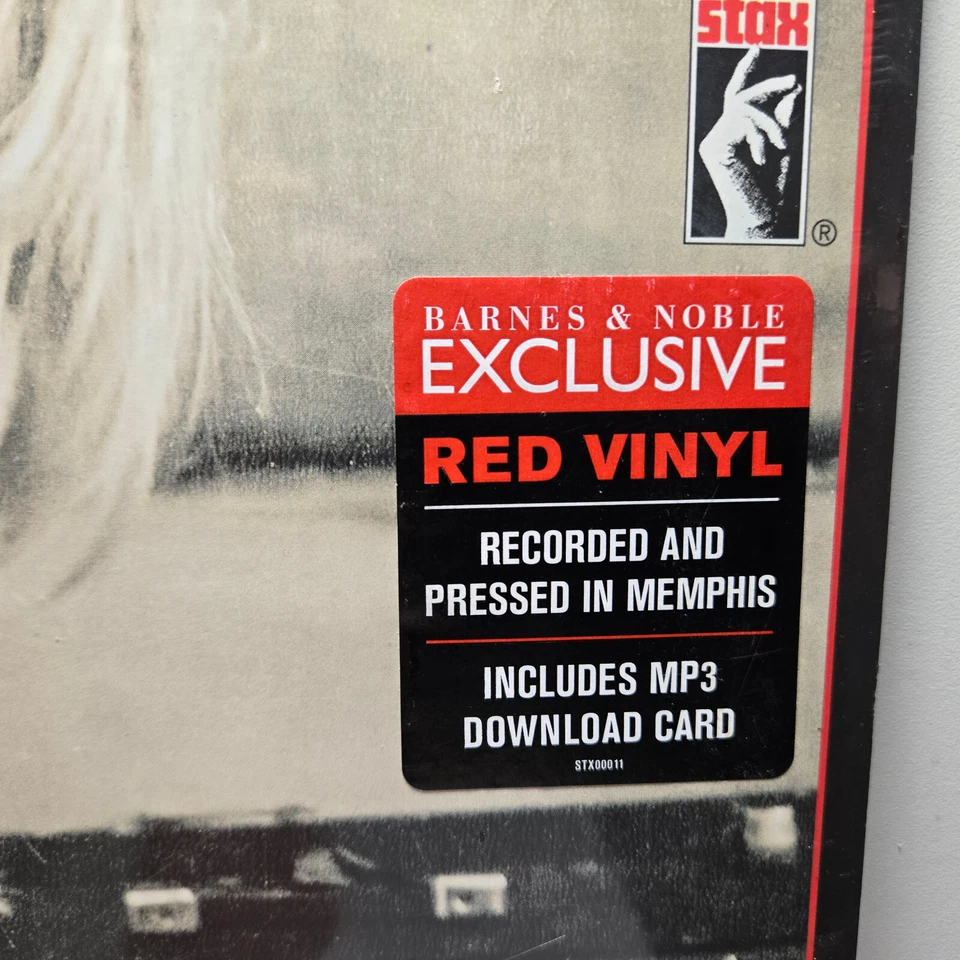 stax
®
BARNES & NOBLE
EXCLUSIVE
RED VINYL
RECORDED AND
PRESSED IN MEMPHIS
INCLUDES MP3
DOWNLOAD CARD
STX00011